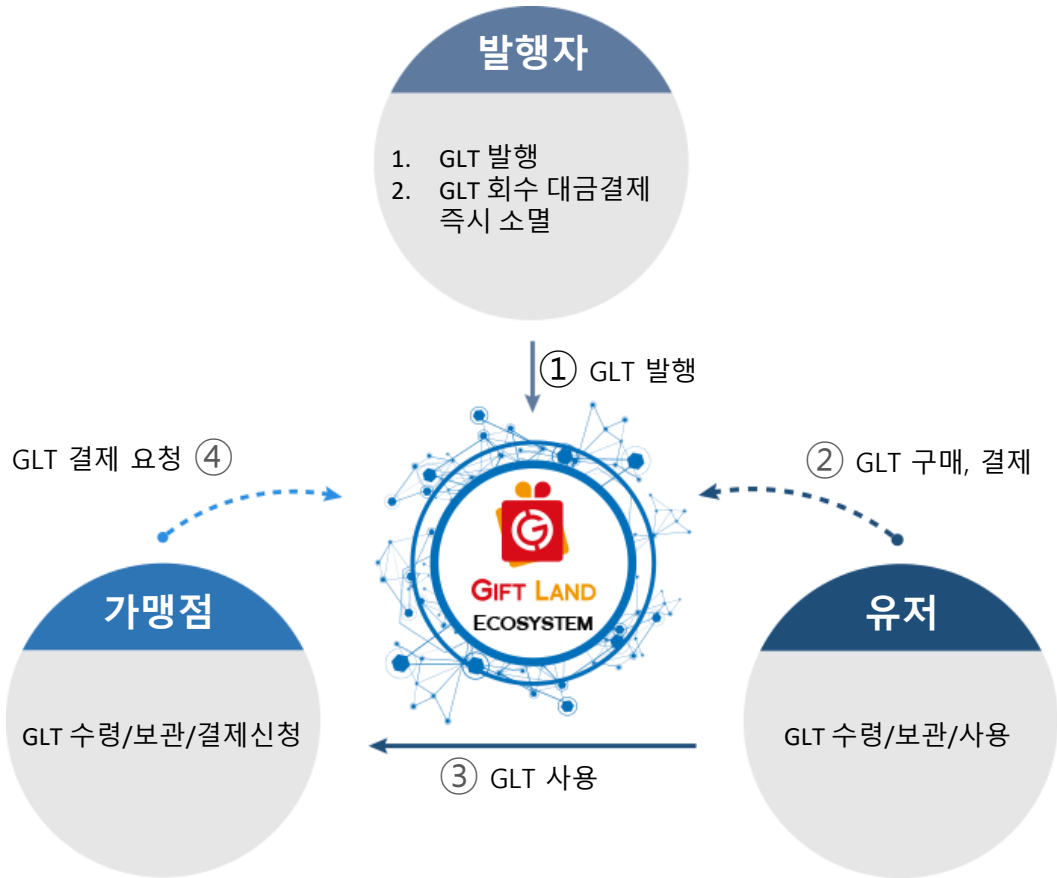 발행자
1. GLT 발행
2. GLT 회수 대금결제
즉시 소멸
① GLT 발행
GLT 결제 요청 ④
② GLT 구매, 결제
GIFT LAND
ECOSYSTEM
가맹점
유저
GLT 수령/보관/결제신청
GLT 수령/보관/사용
③ GLT 사용